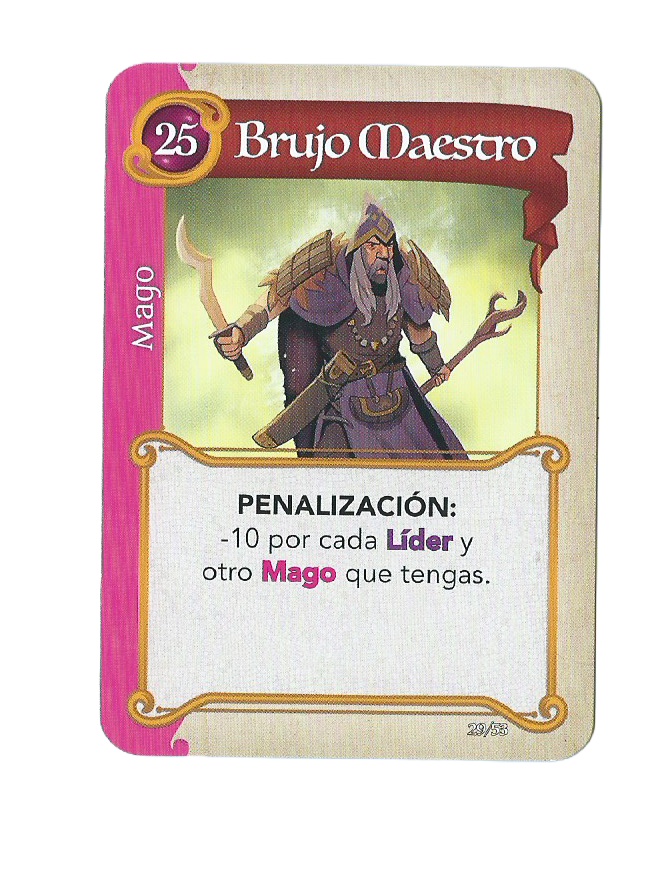 25 Brujo Maestro
Mago
PENALIZACIÓN:
-10 por cada Líder y
otro Mago que tengas.
29/53